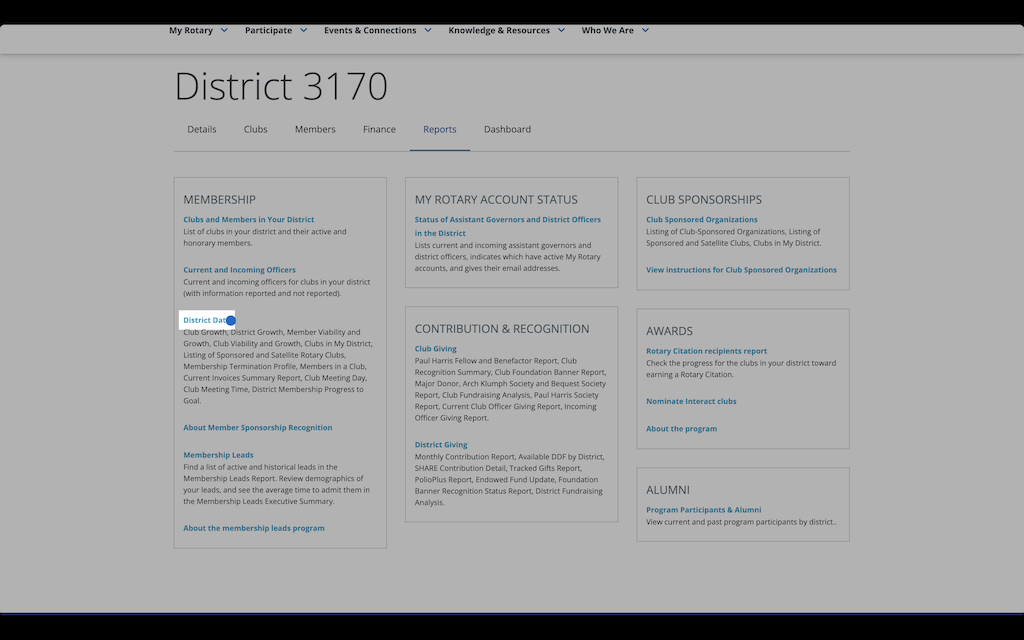 My Rotary Participate Events & Connections Knowledge & Resources Who We Are
District 3170
Details Clubs Members Finance Reports Dashboard
MEMBERSHIP
Clubs and Members in Your District
List of clubs in your district and their active and
honorary members.
Current and Incoming Officers
Current and incoming officers for clubs in your district
(with information reported and not reported).
District Dat
Club Growth, District Growth, Member Viability and
Growth, Club Viability and Growth, Clubs in My District,
Listing of Sponsored and Satellite Rotary Clubs,
Membership Termination Profile, Members in a Club,
Current Invoices Summary Report, Club Meeting Day,
Club Meeting Time, District Membership Progress to
Goal.
About Member Sponsorship Recognition
Membership Leads
Find a list of active and historical leads in the
Membership Leads Report. Review demographics of
your leads, and see the average time to admit them in
the Membership Leads Executive Summary.
About the membership leads program
MY ROTARY ACCOUNT STATUS
Status of Assistant Governors and District Officers
in the District
Lists current and incoming assistant governors and
district officers, indicates which have active My Rotary
accounts, and gives their email addresses.
CONTRIBUTION & RECOGNITION
Club Giving
Paul Harris Fellow and Benefactor Report, Club
Recognition Summary, Club Foundation Banner Report,
Major Donor, Arch Klumph Society and Bequest Society
Report, Club Fundraising Analysis, Paul Harris Society
Report, Current Club Officer Giving Report, Incoming
Officer Giving Report.
District Giving
Monthly Contribution Report, Available DDF by District,
SHARE Contribution Detail, Tracked Gifts Report,
PolioPlus Report, Endowed Fund Update, Foundation
Banner Recognition Status Report, District Fundraising
Analysis.
CLUB SPONSORSHIPS
Club Sponsored Organizations
Listing of Club-Sponsored Organizations, Listing of
Sponsored and Satellite Clubs, Clubs in My District.
View instructions for Club Sponsored Organizations
AWARDS
Rotary Citation recipients report
Check the progress for the clubs in your district toward
earning a Rotary Citation.
Nominate Interact clubs
About the program
ALUMNI
Program Participants & Alumni
View current and past program participants by district..